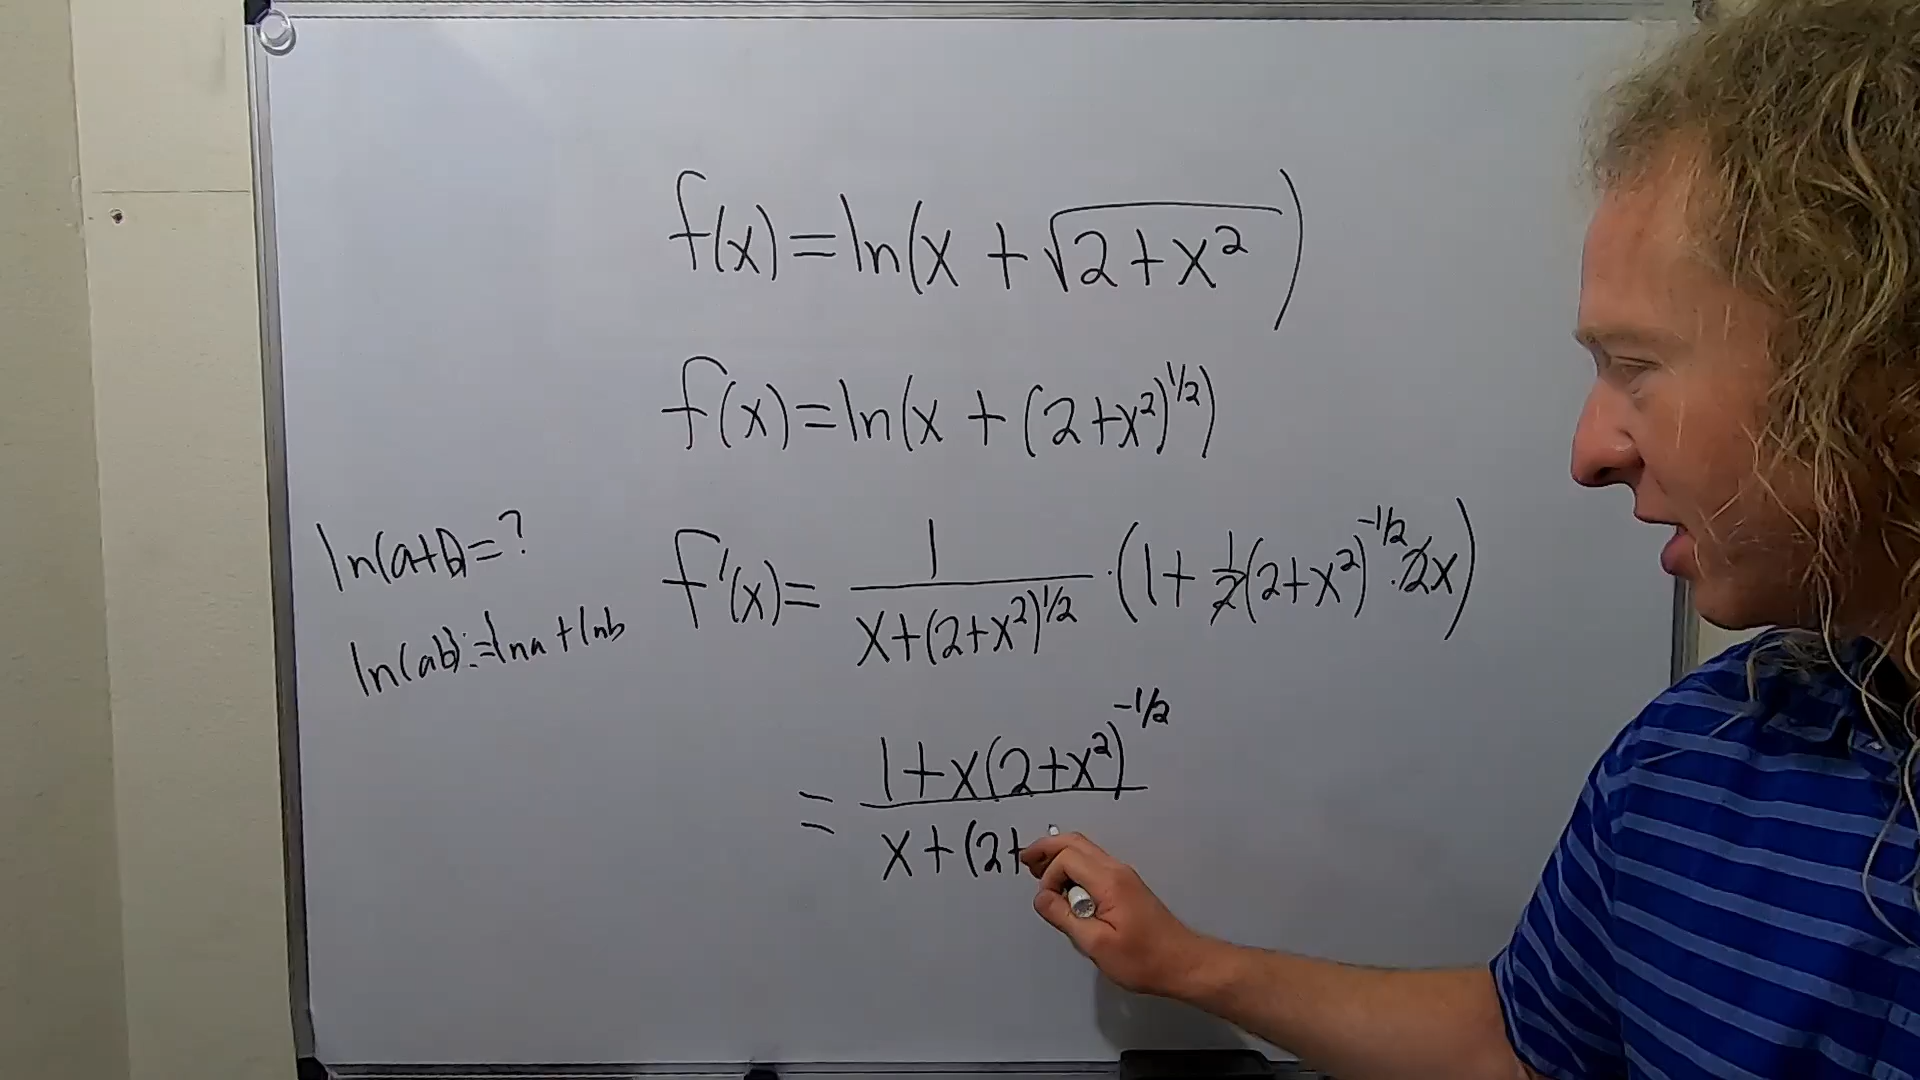 f(x)=ln(x + √2+x²)
f(x)=ln(x + (2+x²)^1/2)
ln(a+b)=?
ln(ab)=lna+lnb
f'(x)= 1/(x+(2+x²)^1/2) · (1+ 1/2(2+x²)^-1/2 · 2x)
= 1+x(2+x²)^-1/2
x+(2+